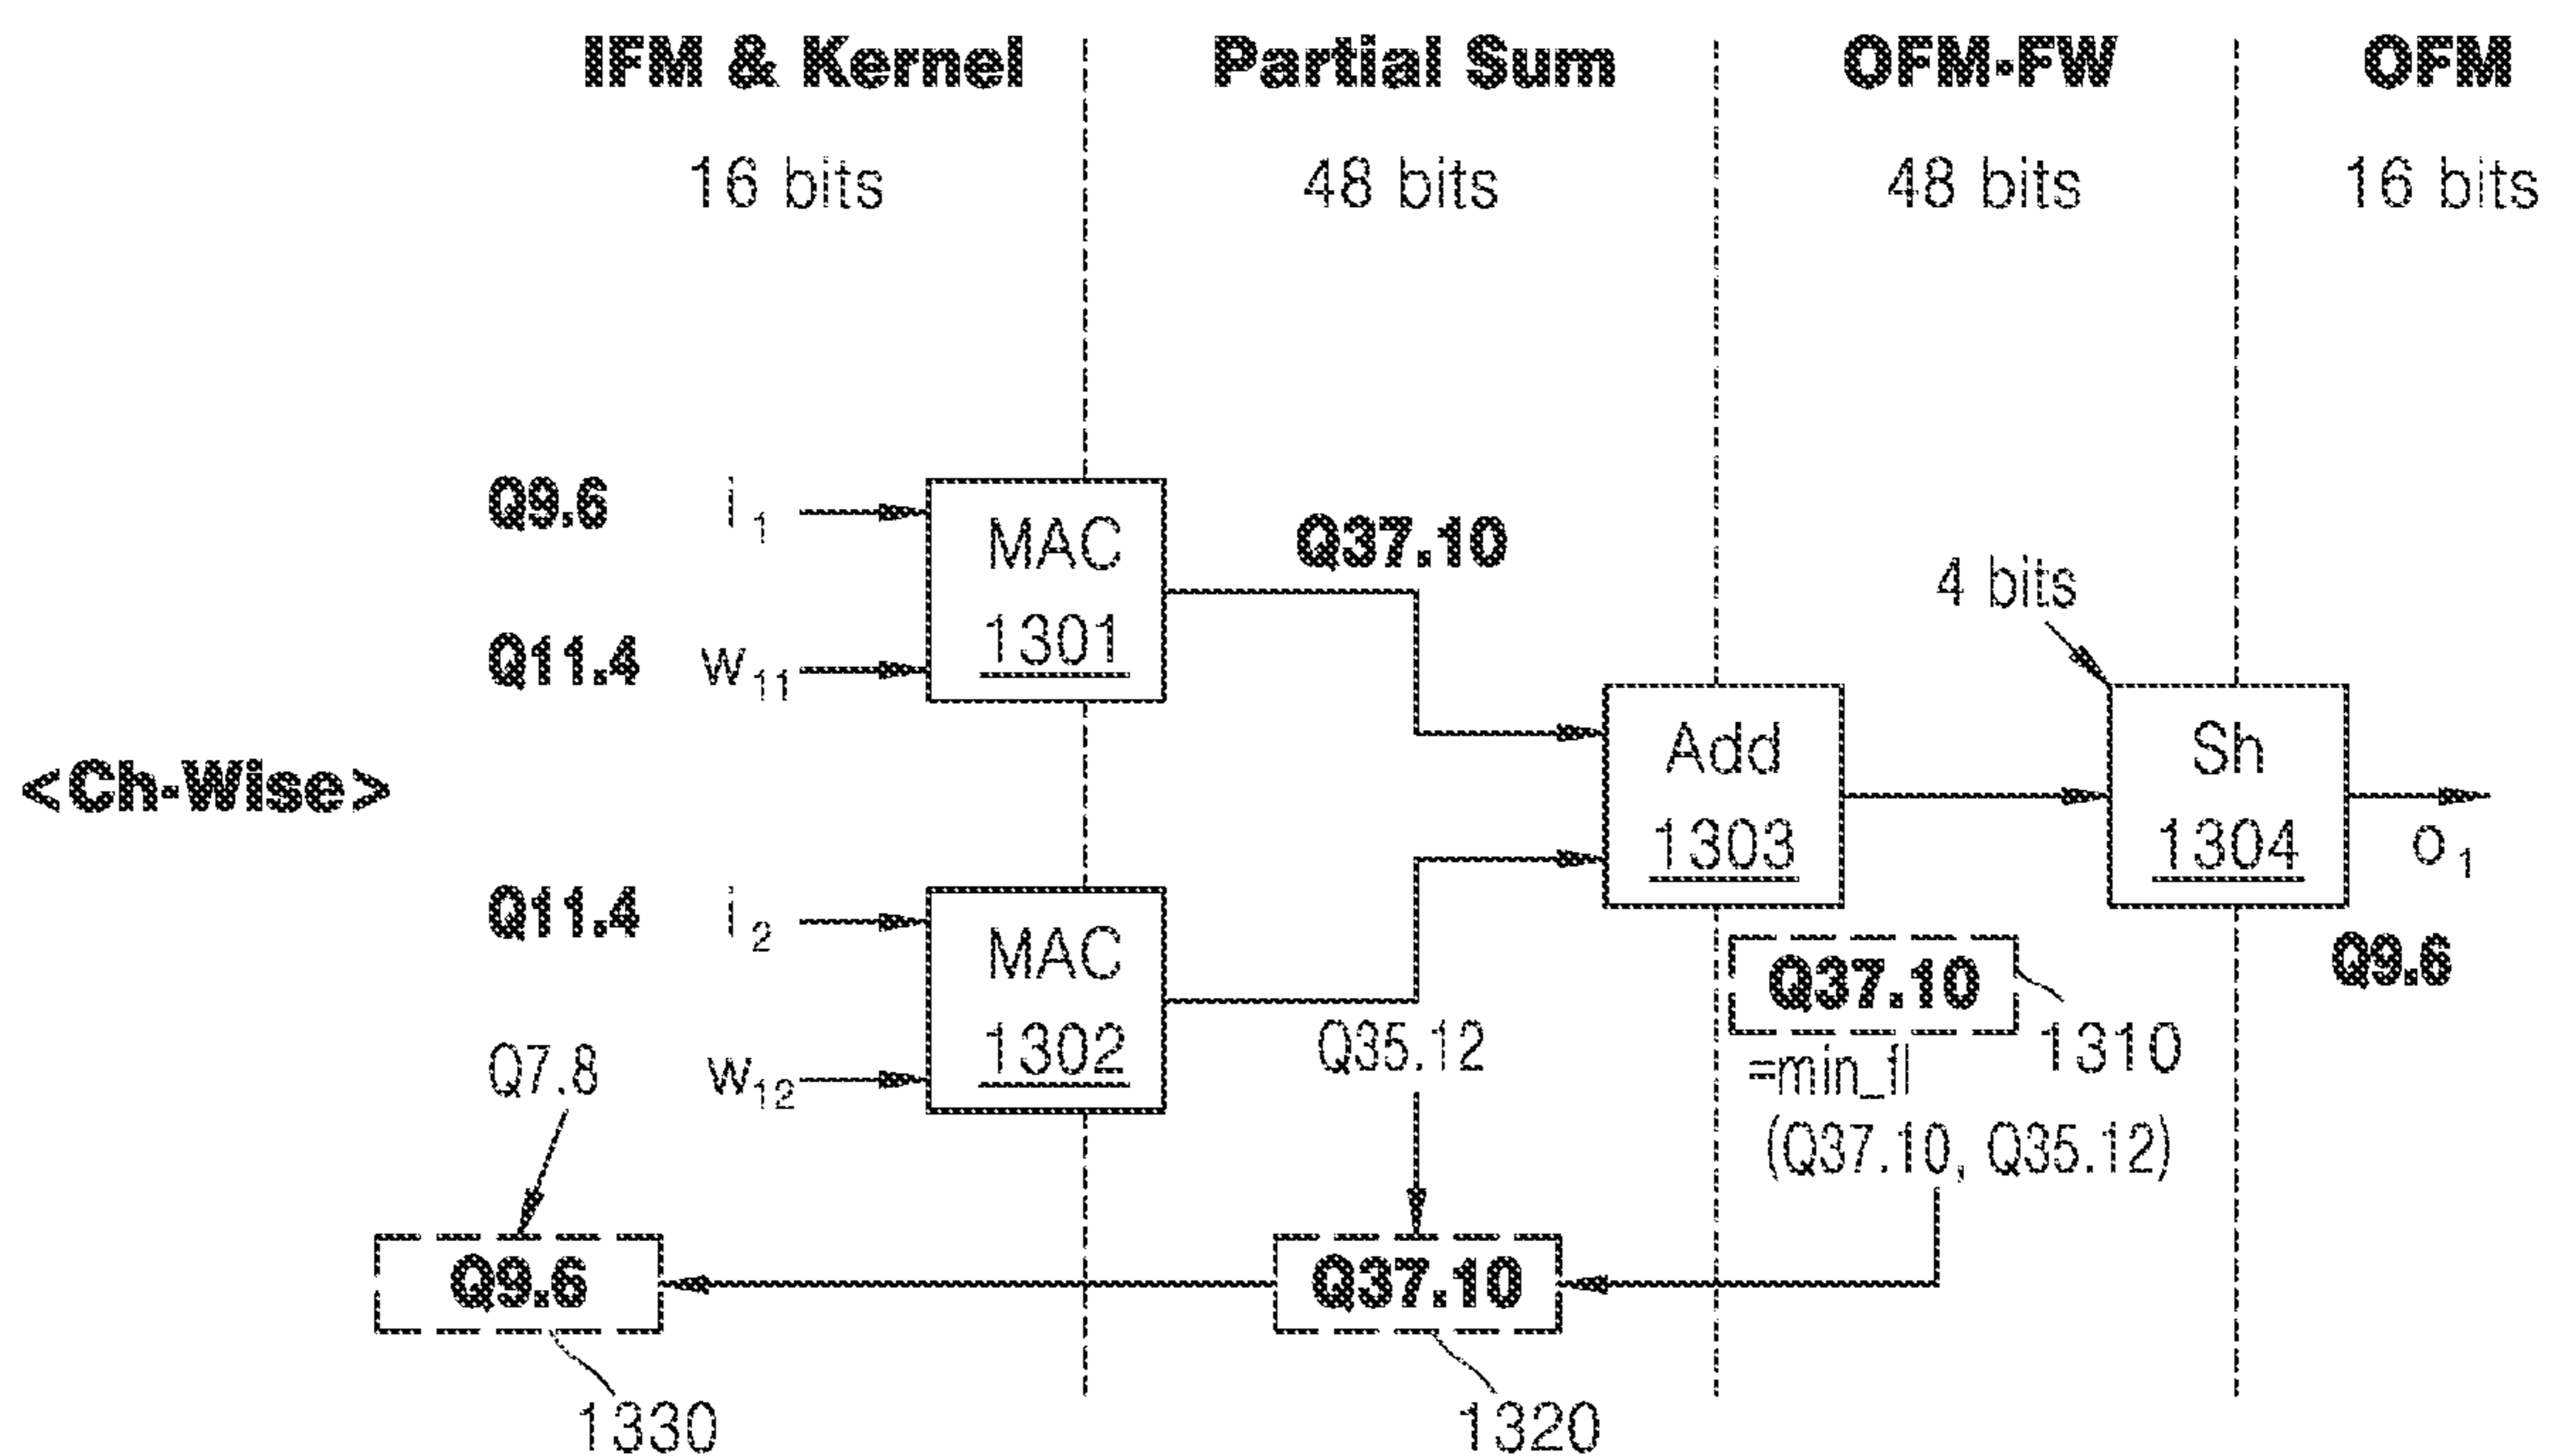 IFM & Kernel
Partial Sum
OFM-FW
OFM
16 bits
48 bits
48 bits
16 bits
Q9.6
i1
MAC
1301
Q37.10
4 bits
Q11.4
w11
Add
1303
Sh
1304
<Ch-Wise>
o1
Q11.4
i2
MAC
1302
Q37.10
Q9.6
1310
Q7.8
w12
Q35.12
=min_fl
(Q37.10, Q35.12)
Q9.6
Q37.10
1330
1320